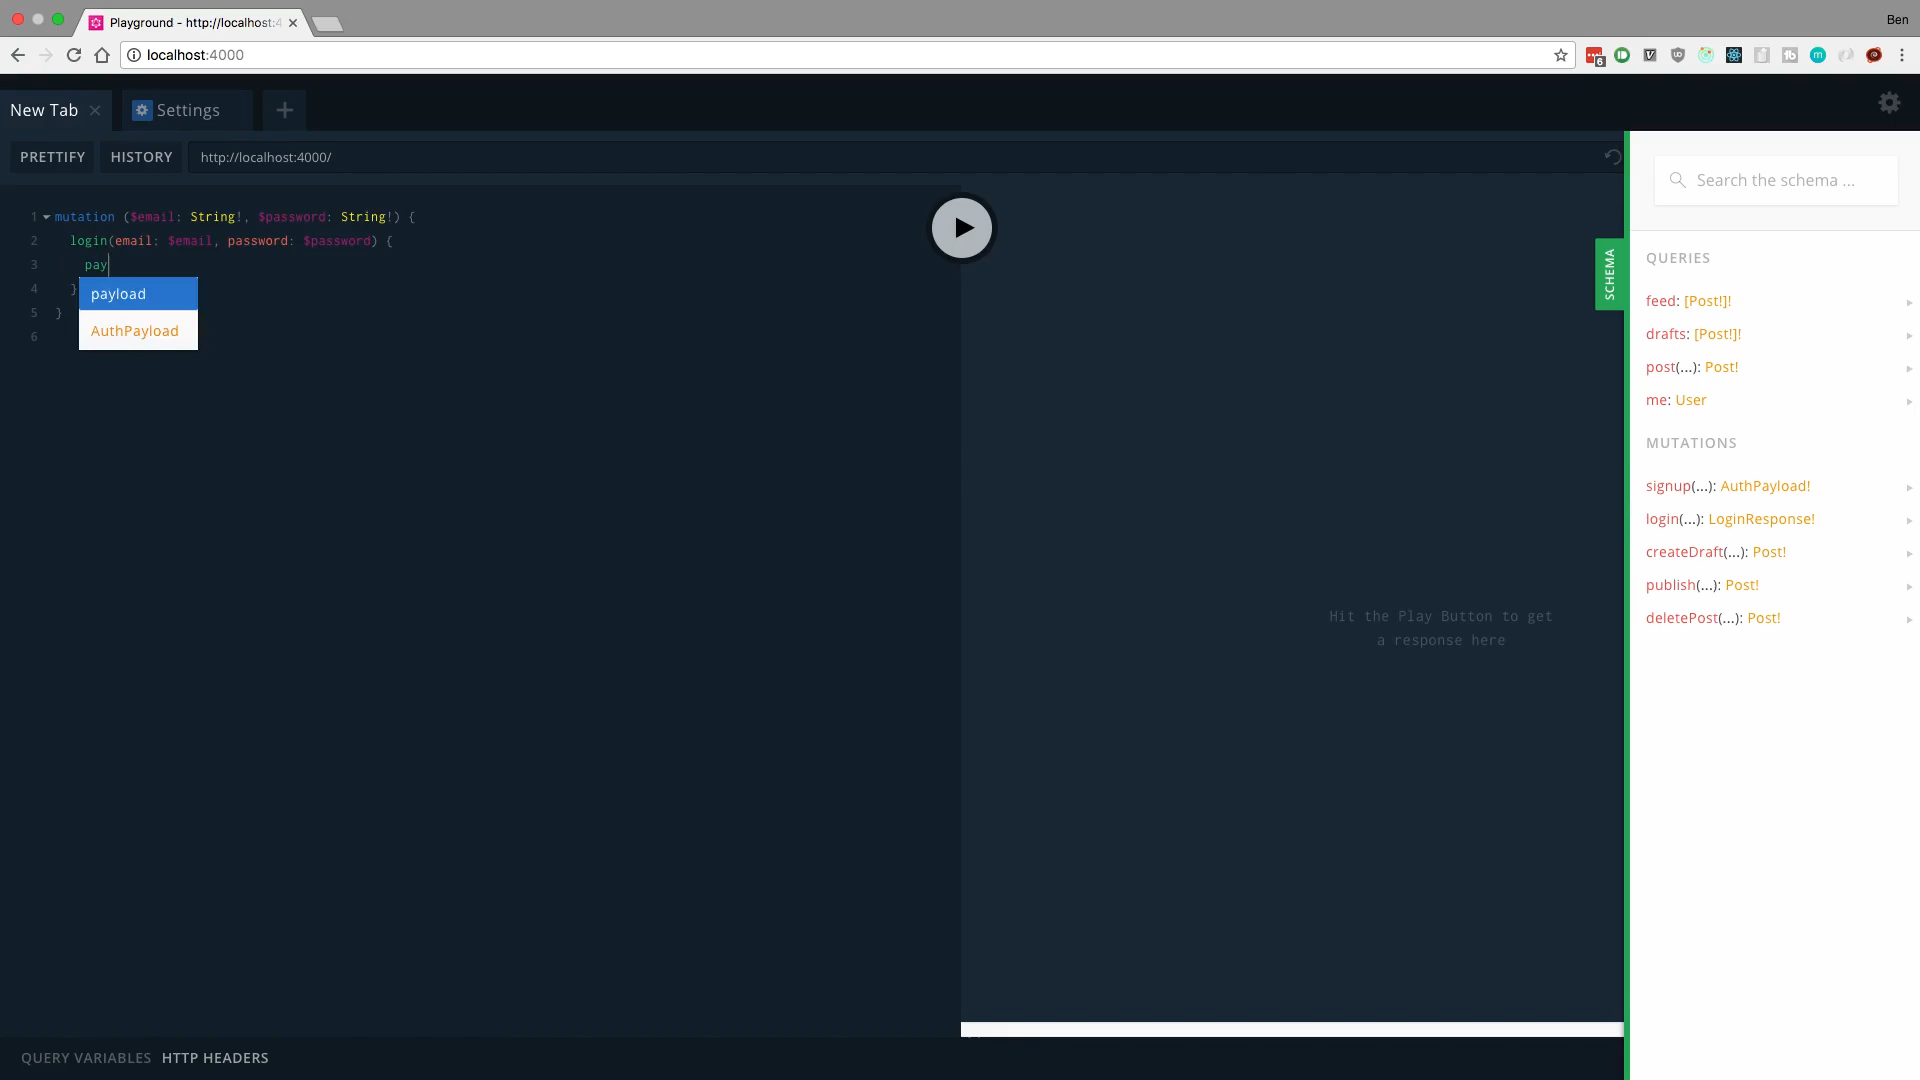 Playground - http://localhost:4
Ben
localhost:4000
6
New Tab
Settings
PRETTIFY
HISTORY
http://localhost:4000/
1 mutation ($email: String!, $password: String!) {
2 login(email: $email, password: $password) {
3 pay
4 }
5 }
6
payload
AuthPayload
Hit the Play Button to get
a response here
SCHEMA
Search the schema ...
QUERIES
feed: [Post!]!
drafts: [Post!]!
post(...): Post!
me: User
MUTATIONS
signup(...): AuthPayload!
login(...): LoginResponse!
createDraft(...): Post!
publish(...): Post!
deletePost(...): Post!
QUERY VARIABLES
HTTP HEADERS